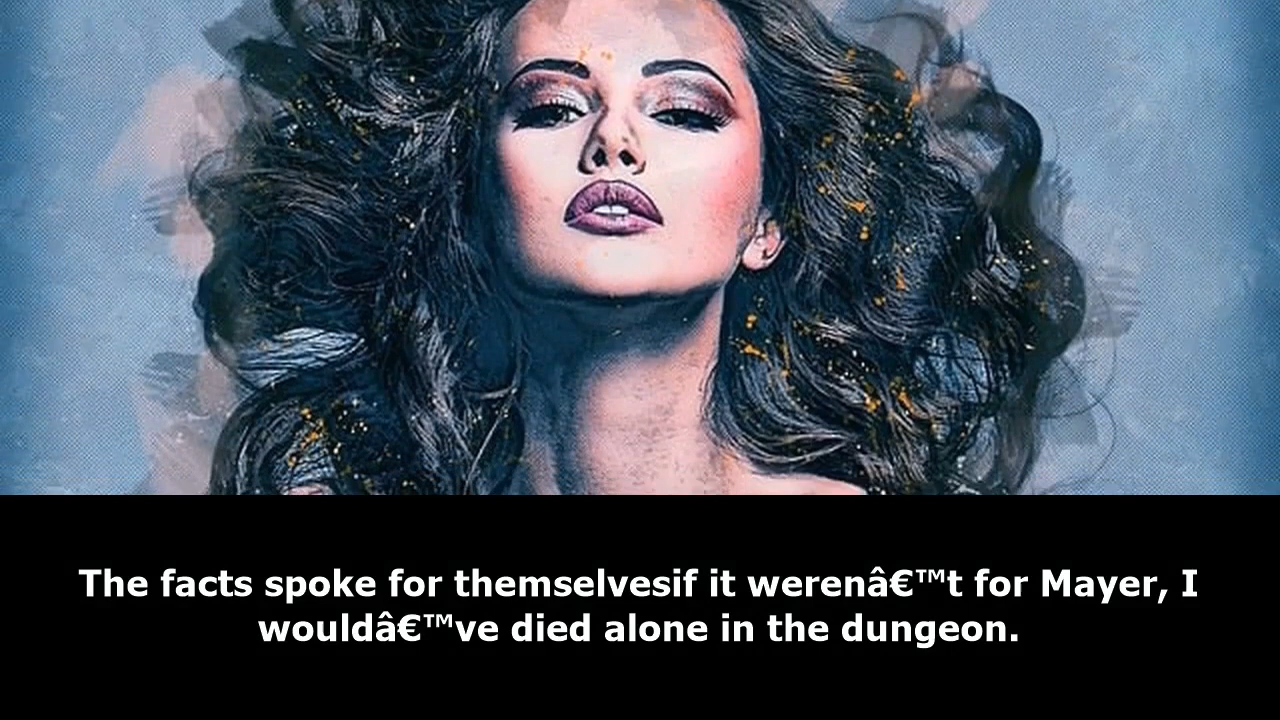 The facts spoke for themselvesif it werenâ€™t for Mayer, I
wouldâ€™ve died alone in the dungeon.